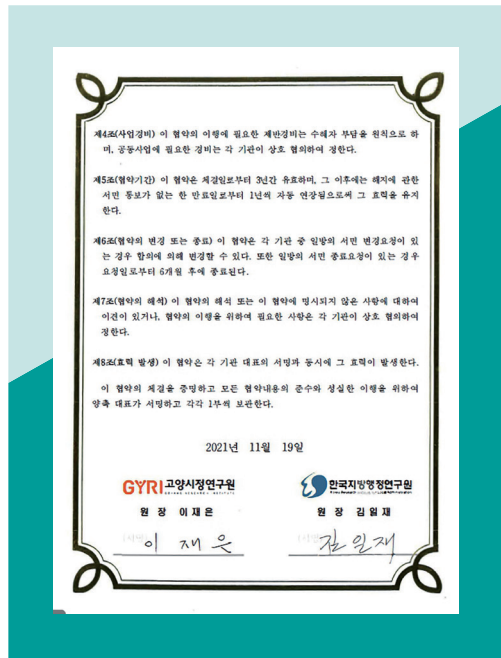 제4조(사업경비) 이 협약의 이행에 필요한 제반경비는 수혜자 부담을 원칙으로 하
며, 공동사업에 필요한 경비는 각 기관이 상호 협의하여 정한다.
제5조(협약기간) 이 협약은 체결일로부터 3년간 유효하며, 그 이후에는 해지에 관한
서면 통보가 없는 한 만료일로부터 1년씩 자동 연장됨으로써 그 효력을 유지
한다.
제6조(협약의 변경 또는 종료) 이 협약은 각 기관 중 일방의 서면 변경요청이 있
는 경우 합의에 의해 변경할 수 있다. 또한 일방의 서면 종료요청이 있는 경우
요청일로부터 6개월 후에 종료된다.
제7조(협약의 해석) 이 협약의 해석 또는 이 협약에 명시되지 않은 사항에 대하여
이견이 있거나, 협약의 이행을 위하여 필요한 사항은 각 기관이 상호 협의하여
정한다.
제8조(효력 발생) 이 협약은 각 기관 대표의 서명과 동시에 그 효력이 발생한다.
이 협약의 체결을 증명하고 모든 협약내용의 준수와 성실한 이행을 위하여
양측 대표가 서명하고 각각 1부씩 보관한다.
2021년 11월 19일
GYRI 고양시정연구원 한국지방행정연구원
GOYANG RESEARCH INSTITUTE
원 장 이 재 은 원 장 김 일 재
(서명) 이 재 은 (서명) 김 일 재